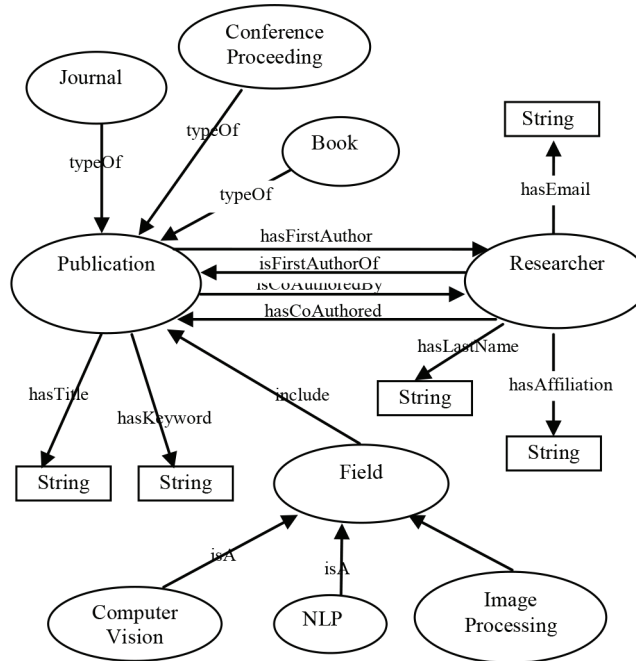 Conference
Proceeding
Journal
typeOf
typeOf
Book
typeOf
String
hasEmail
hasFirstAuthor
Publication
isFirstAuthorOf
Researcher
isCoAuthoredBy
hasCoAuthored
hasLastName
hasAffiliation
hasTitle
include
hasKeyword
String
String
String
String
Field
isA
isA
Computer
Vision
NLP
Image
Processing